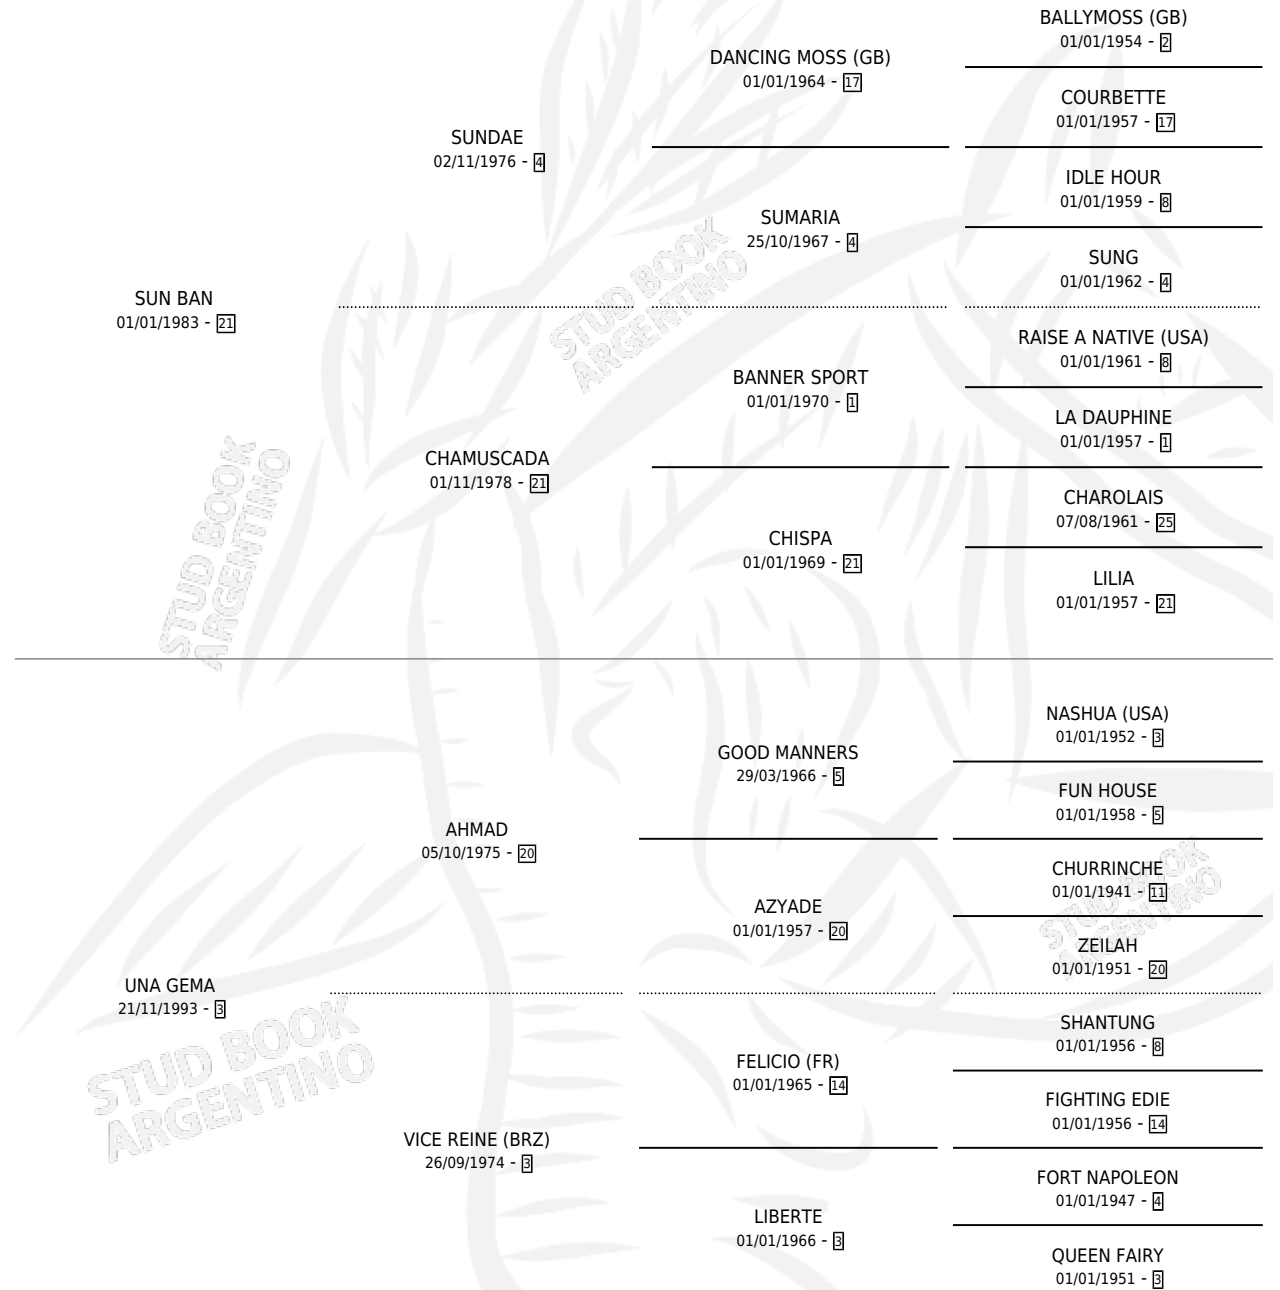 BALLYMOSS (GB)
01/01/1954 - 2
DANCING MOSS (GB)
01/01/1964 - 17
COURBETTE
01/01/1957 - 17
SUNDAE
02/11/1976 - 4
IDLE HOUR
01/01/1959 - 8
SUMARIA
25/10/1967 - 4
SUNG
01/01/1962 - 4
SUN BAN
01/01/1983 - 21
RAISE A NATIVE (USA)
01/01/1961 - 8
BANNER SPORT
01/01/1970 - 1
LA DAUPHINE
01/01/1957 - 1
CHAMUSCADA
01/11/1978 - 21
CHAROLAIS
07/08/1961 - 25
CHISPA
01/01/1969 - 21
LILIA
01/01/1957 - 21
STUD BOOK
ARGENTINO
STUD BOOK
ARGENTINO
NASHUA (USA)
01/01/1952 - 3
GOOD MANNERS
29/03/1966 - 5
FUN HOUSE
01/01/1958 - 5
AHMAD
05/10/1975 - 20
CHURRINCHE
01/01/1941 - 11
AZYADE
01/01/1957 - 20
ZEILAH
01/01/1951 - 20
UNA GEMA
21/11/1993 - 3
SHANTUNG
01/01/1956 - 8
FELICIO (FR)
01/01/1965 - 14
FIGHTING EDIE
01/01/1956 - 14
VICE REINE (BRZ)
26/09/1974 - 3
FORT NAPOLEON
01/01/1947 - 4
LIBERTE
01/01/1966 - 3
QUEEN FAIRY
01/01/1951 - 3
STUD BOOK
ARGENTINO
STUD BOOK
ARGENTINO